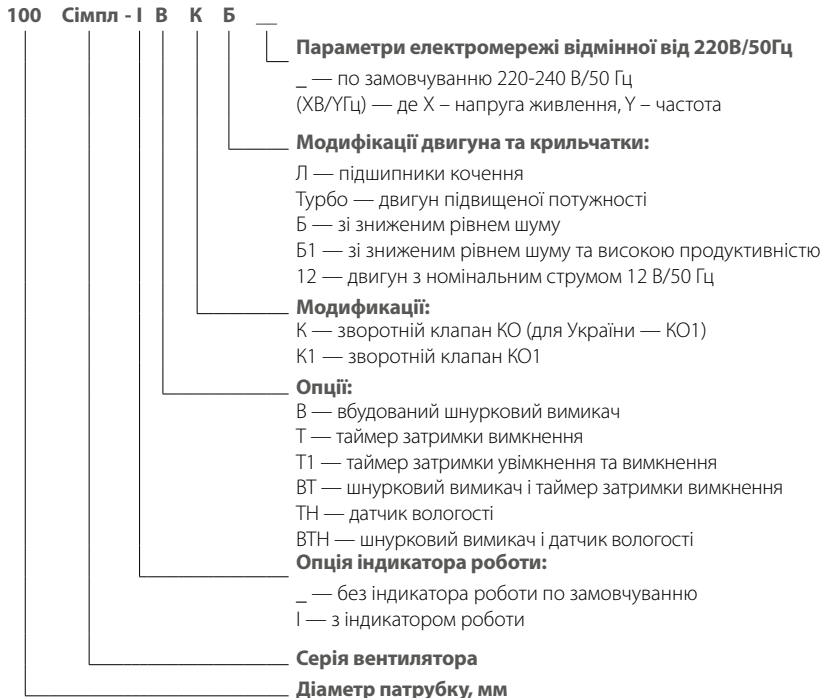 100 Сімпл - І В К Б __
Параметри електромережі відмінної від 220В/50Гц
_ — по замовчуванню 220-240 В/50 Гц
(ХВ/YГц) — де X – напруга живлення, Y – частота
Модифікації двигуна та крильчатки:
Л — підшипники кочення
Турбо — двигун підвищеної потужності
Б — зі зниженим рівнем шуму
Б1 — зі зниженим рівнем шуму та високою продуктивністю
12 — двигун з номінальним струмом 12 В/50 Гц
Модификації:
К — зворотній клапан КО (для України — КО1)
К1 — зворотній клапан КО1
Опції:
В — вбудований шнурковий вимикач
Т — таймер затримки вимкнення
Т1 — таймер затримки увімкнення та вимкнення
ВТ — шнурковий вимикач і таймер затримки вимкнення
ТН — датчик вологості
ВТН — шнурковий вимикач і датчик вологості
Опція індикатора роботи:
_ — без індикатора роботи по замовчуванню
І — з індикатором роботи
Серія вентилятора
Діаметр патрубку, мм